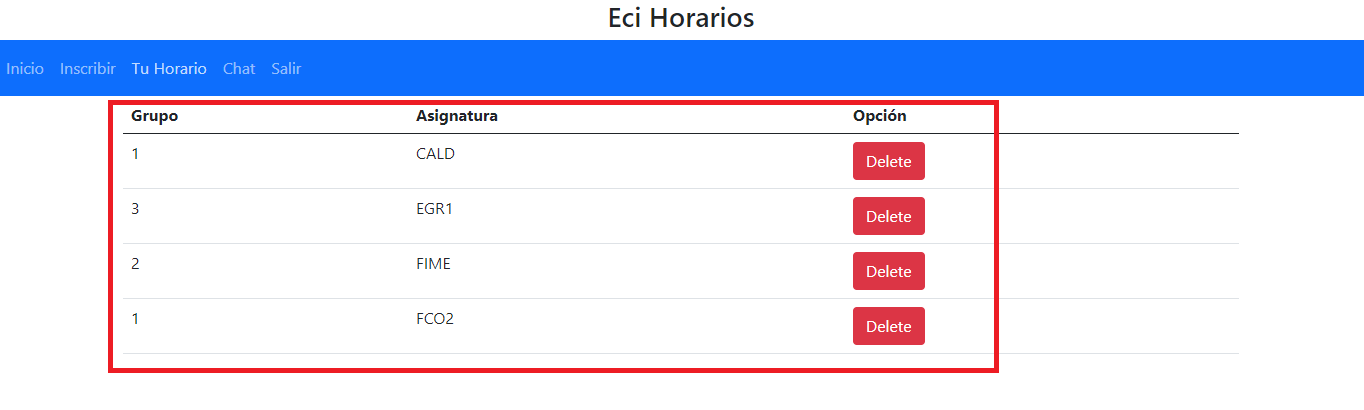 Eci Horarios
Inicio Inscribir Tu Horario Chat Salir
Grupo Asignatura Opción
1 CALD Delete
3 EGR1 Delete
2 FIME Delete
1 FCO2 Delete